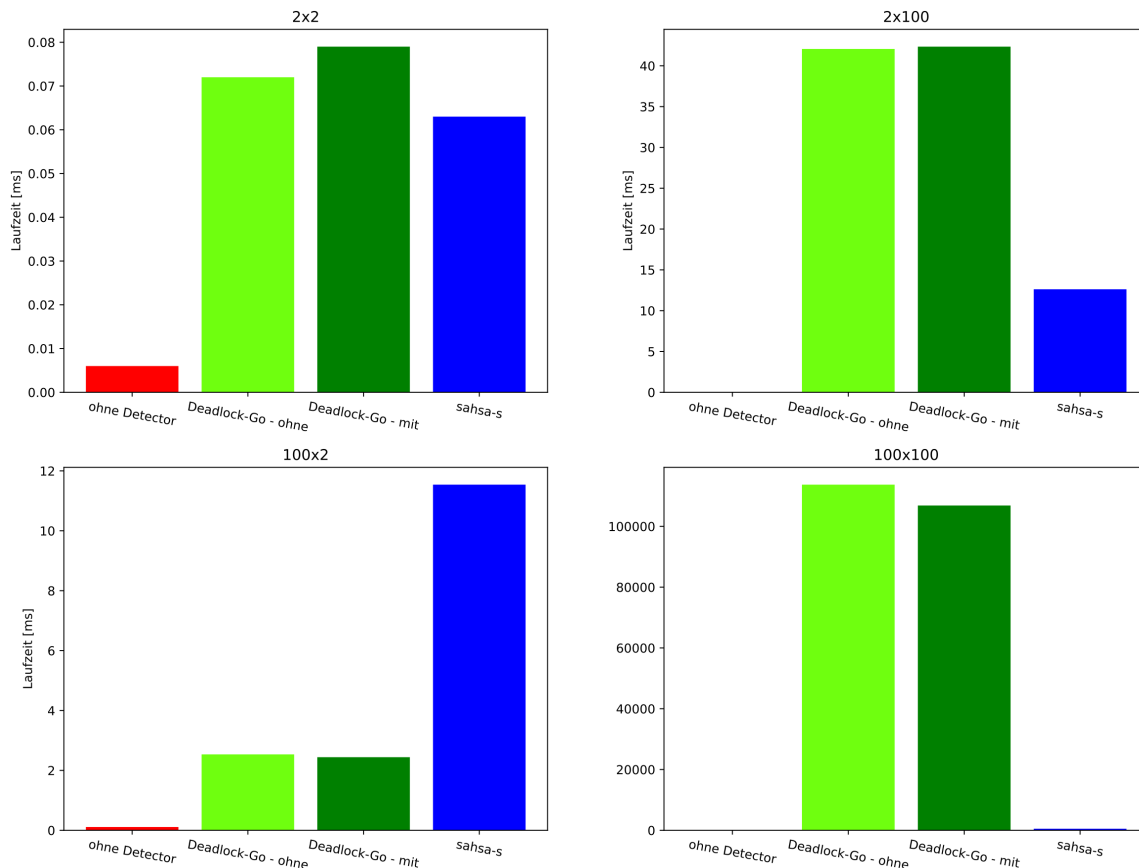 2x2
Laufzeit [ms]
0.08
0.07
0.06
0.05
0.04
0.03
0.02
0.01
0.00
ohne Detector
Deadlock-Go - ohne
Deadlock-Go - mit
sahsa-s
2x100
Laufzeit [ms]
40
35
30
25
20
15
10
5
0
ohne Detector
Deadlock-Go - ohne
Deadlock-Go - mit
sahsa-s
100x2
Laufzeit [ms]
12
10
8
6
4
2
0
ohne Detector
Deadlock-Go - ohne
Deadlock-Go - mit
sahsa-s
100x100
100000
80000
60000
40000
20000
0
ohne Detector
Deadlock-Go - ohne
Deadlock-Go - mit
sahsa-s